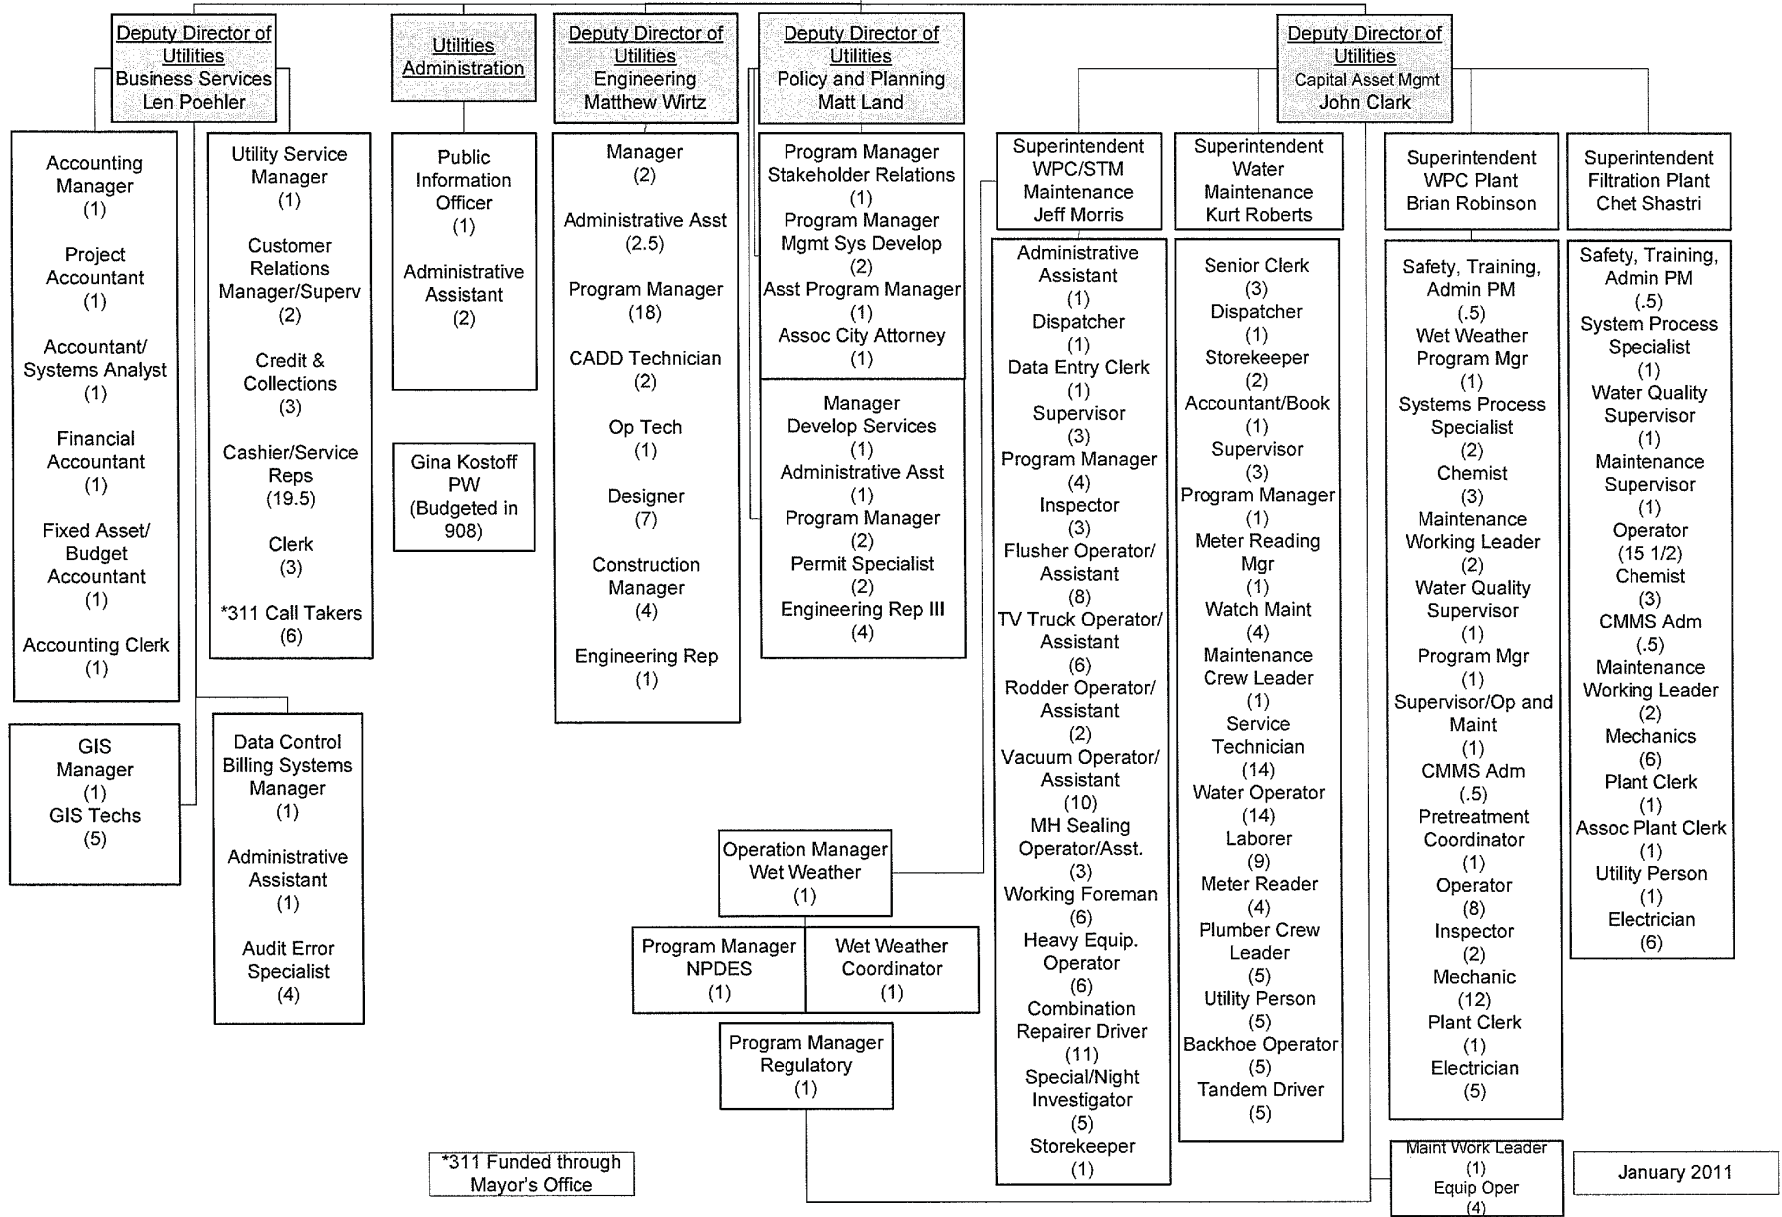 Deputy Director of
Utilities
Business Services
Len Poehler
Utilities
Administration
Deputy Director of
Utilities
Engineering
Matthew Wirtz
Deputy Director of
Utilities
Policy and Planning
Matt Land
Deputy Director of
Utilities
Capital Asset Mgmt
John Clark
Accounting
Manager
(1)
Project
Accountant
(1)
Accountant/
Systems Analyst
(1)
Financial
Accountant
(1)
Fixed Asset/
Budget
Accountant
(1)
Accounting Clerk
(1)
GIS
Manager
(1)
GIS Techs
(5)
Utility Service
Manager
(1)
Customer
Relations
Manager/Superv
(2)
Credit &
Collections
(3)
Cashier/Service
Reps
(19.5)
Clerk
(3)
*311 Call Takers
(6)
Data Control
Billing Systems
Manager
(1)
Administrative
Assistant
(1)
Audit Error
Specialist
(4)
Public
Information
Officer
(1)
Administrative
Assistant
(2)
Gina Kostoff
PW
(Budgeted in
908)
Manager
(2)
Administrative Asst
(2.5)
Program Manager
(18)
CADD Technician
(2)
Op Tech
(1)
Designer
(7)
Construction
Manager
(4)
Engineering Rep
(1)
Program Manager
Stakeholder Relations
(1)
Program Manager
Mgmt Sys Develop
(2)
Asst Program Manager
(1)
Assoc City Attorney
(1)
Manager
Develop Services
(1)
Administrative Asst
(1)
Program Manager
(2)
Permit Specialist
(2)
Engineering Rep III
(4)
Operation Manager
Wet Weather
(1)
Program Manager
NPDES
(1)
Wet Weather
Coordinator
(1)
Program Manager
Regulatory
(1)
Superintendent
WPC/STM
Maintenance
Jeff Morris
Administrative
Assistant
(1)
Dispatcher
(1)
Data Entry Clerk
(1)
Supervisor
(3)
Program Manager
(4)
Inspector
(3)
Flusher Operator/
Assistant
(8)
TV Truck Operator/
Assistant
(6)
Rodder Operator/
Assistant
(2)
Vacuum Operator/
Assistant
(10)
MH Sealing
Operator/Asst.
(3)
Working Foreman
(6)
Heavy Equip.
Operator
(6)
Combination
Repairer Driver
(11)
Special/Night
Investigator
(5)
Storekeeper
(1)
Superintendent
Water
Maintenance
Kurt Roberts
Senior Clerk
(3)
Dispatcher
(1)
Storekeeper
(2)
Accountant/Book
(1)
Supervisor
(3)
Program Manager
(1)
Meter Reading
Mgr
(1)
Watch Maint
(4)
Maintenance
Crew Leader
(1)
Service
Technician
(14)
Water Operator
(14)
Laborer
(9)
Meter Reader
(4)
Plumber Crew
Leader
(5)
Utility Person
(5)
Backhoe Operator
(5)
Tandem Driver
(5)
Superintendent
WPC Plant
Brian Robinson
Safety, Training,
Admin PM
(.5)
Wet Weather
Program Mgr
(1)
Systems Process
Specialist
(2)
Chemist
(3)
Maintenance
Working Leader
(2)
Water Quality
Supervisor
(1)
Program Mgr
(1)
Supervisor/Op and
Maint
(1)
CMMS Adm
(.5)
Pretreatment
Coordinator
(1)
Operator
(8)
Inspector
(2)
Mechanic
(12)
Plant Clerk
(1)
Electrician
(5)
Maint Work Leader
(1)
Equip Oper
(4)
Superintendent
Filtration Plant
Chet Shastri
Safety, Training,
Admin PM
(.5)
System Process
Specialist
(1)
Water Quality
Supervisor
(1)
Maintenance
Supervisor
(1)
Operator
(15 1/2)
Chemist
(3)
CMMS Adm
(.5)
Maintenance
Working Leader
(2)
Mechanics
(6)
Plant Clerk
(1)
Assoc Plant Clerk
(1)
Utility Person
(1)
Electrician
(6)
*311 Funded through
Mayor's Office
January 2011